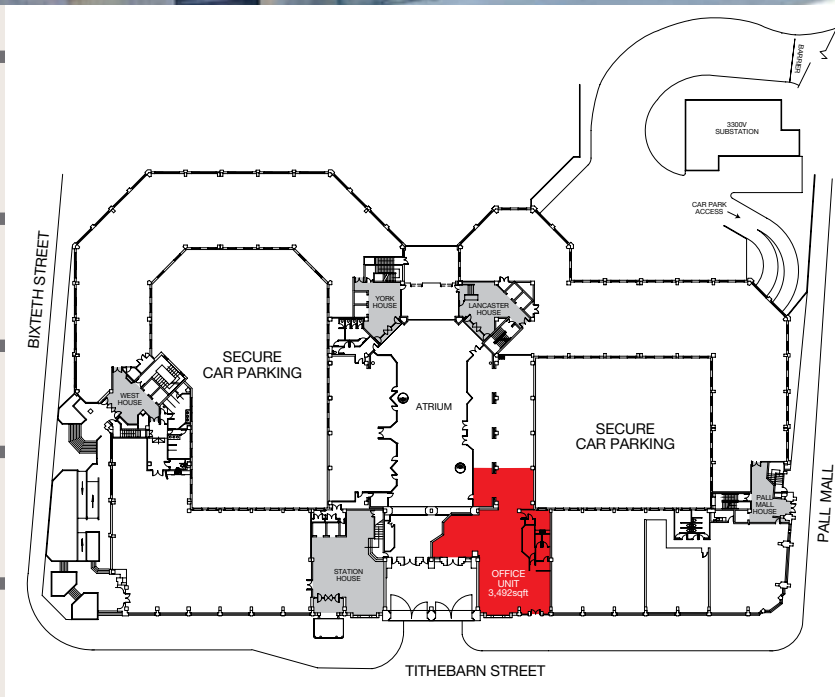 BARRIER
3300V
SUBSTATION
CAR PARK
ACCESS
BIXTETH STREET
YORK
HOUSE
LANCASTER
HOUSE
SECURE
CAR PARKING
WEST
HOUSE
ATRIUM
SECURE
CAR PARKING
PALL
MALL
HOUSE
PALL MALL
STATION
HOUSE
OFFICE
UNIT
3,492sqft
TITHEBARN STREET